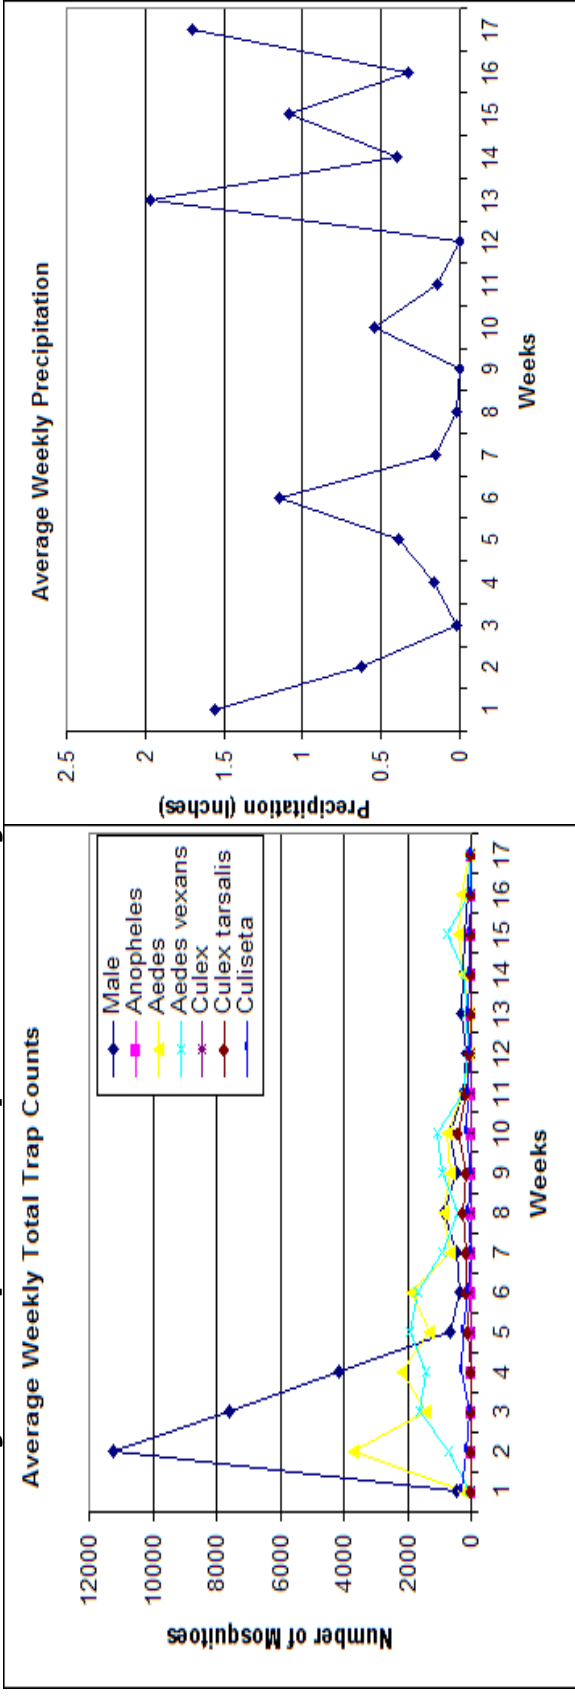 Average Weekly Total Trap Counts
Number of Mosquitoes
12000
10000
8000
6000
4000
2000
0
Male
Anopheles
Aedes
Aedes vexans
Culex
Culex tarsalis
Culiseta
1 2 3 4 5 6 7 8 9 10 11 12 13 14 15 16 17
Weeks
Average Weekly Precipitation
Precipitation (Inches)
2.5
2
1.5
1
0.5
0
1 2 3 4 5 6 7 8 9 10 11 12 13 14 15 16 17
Weeks